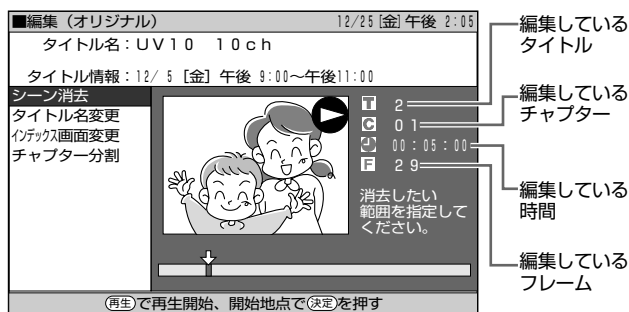 ■編集（オリジナル） 12/25[金]午後 2:05
タイトル名：UV10 10ch
タイトル情報：12/ 5 [金] 午後 9:00～午後11:00
シーン消去
タイトル名変更
インデックス画面変更
チャプター分割
T 2
C 01
00：05：00
F 29
消去したい
範囲を指定して
ください。
再生で再生開始、開始地点で決定を押す
編集している
タイトル
編集している
チャプター
編集している
時間
編集している
フレーム